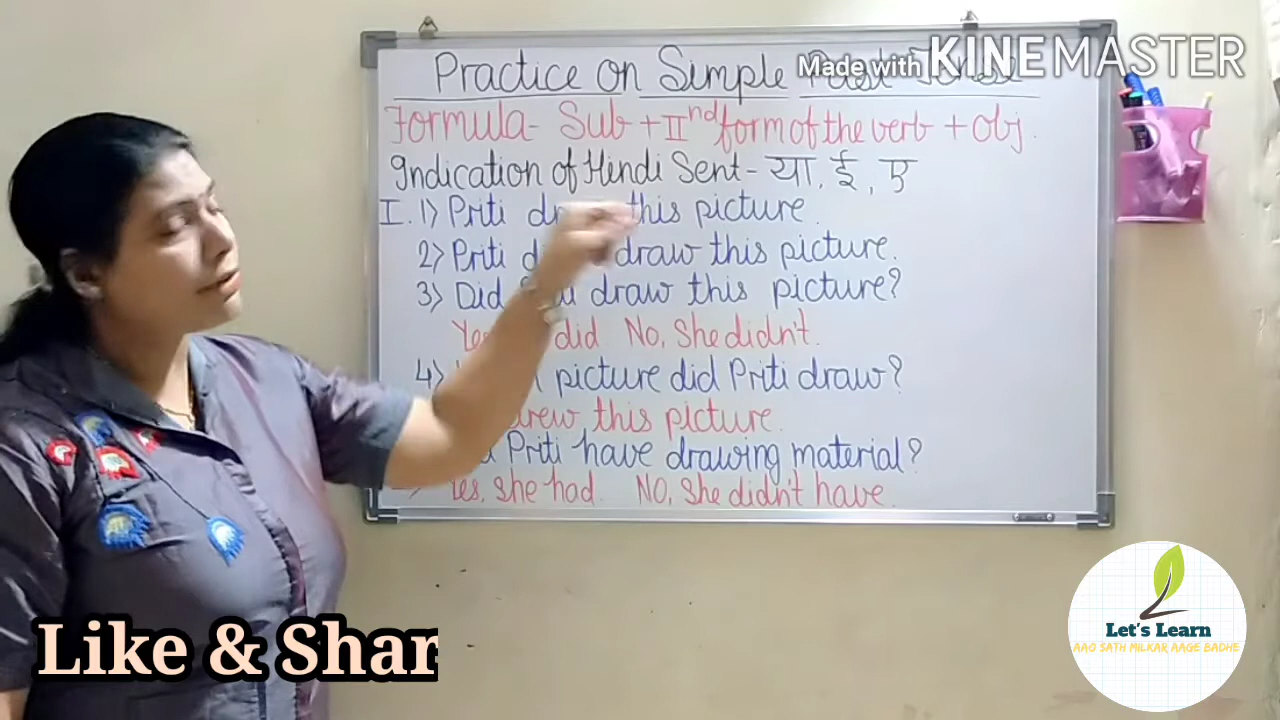 Made with KINEMASTER
Practice on Simple Past Tense
Formula- Sub + IInd form of the verb + Obj.
Indication of Hindi Sent - या, ई, ए
I. 1) Priti this picture.
2) Priti draw this picture.
3) Did draw this picture?
did No, She didn't.
4) picture did Priti draw?
drew this picture.
Priti have drawing material?
Yes, She had. No, She didn't have.
Like & Shar
Let's Learn
AAO SATH MILKAR AAGE BADHE